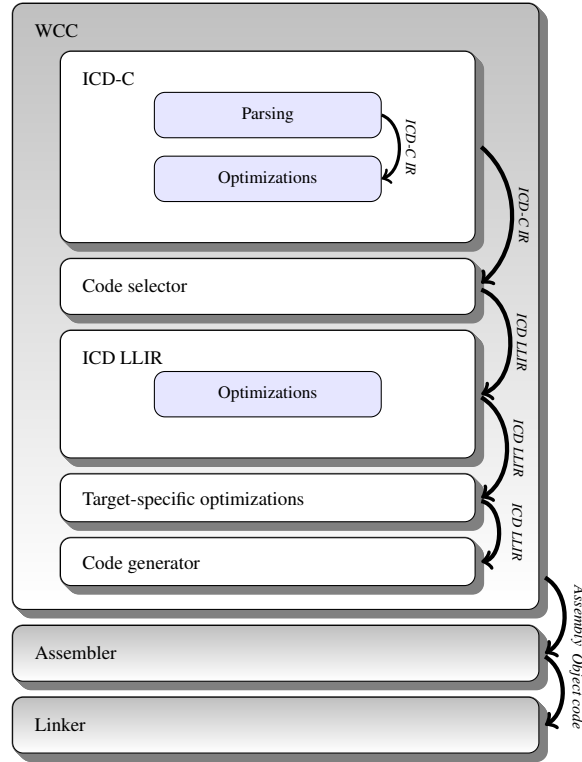 WCC
ICD-C
Parsing
ICD-C IR
Optimizations
ICD-C IR
Code selector
ICD LLIR
ICD LLIR
Optimizations
ICD LLIR
Target-specific optimizations
ICD LLIR
Code generator
Assembly
Assembler
Object code
Linker